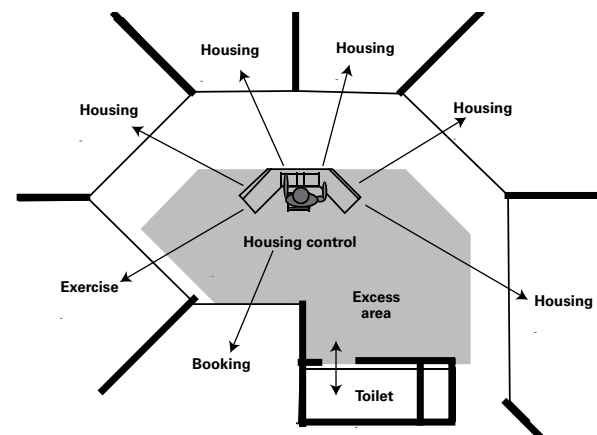 Housing
Housing
Housing
Housing
Housing control
Exercise
Excess
area
Housing
Booking
Toilet